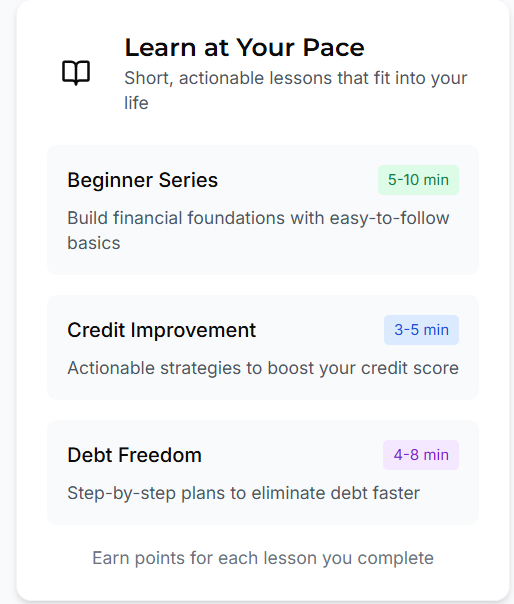 Learn at Your Pace
Short, actionable lessons that fit into your
life
Beginner Series
5-10 min
Build financial foundations with easy-to-follow
basics
Credit Improvement
3-5 min
Actionable strategies to boost your credit score
Debt Freedom
4-8 min
Step-by-step plans to eliminate debt faster
Earn points for each lesson you complete